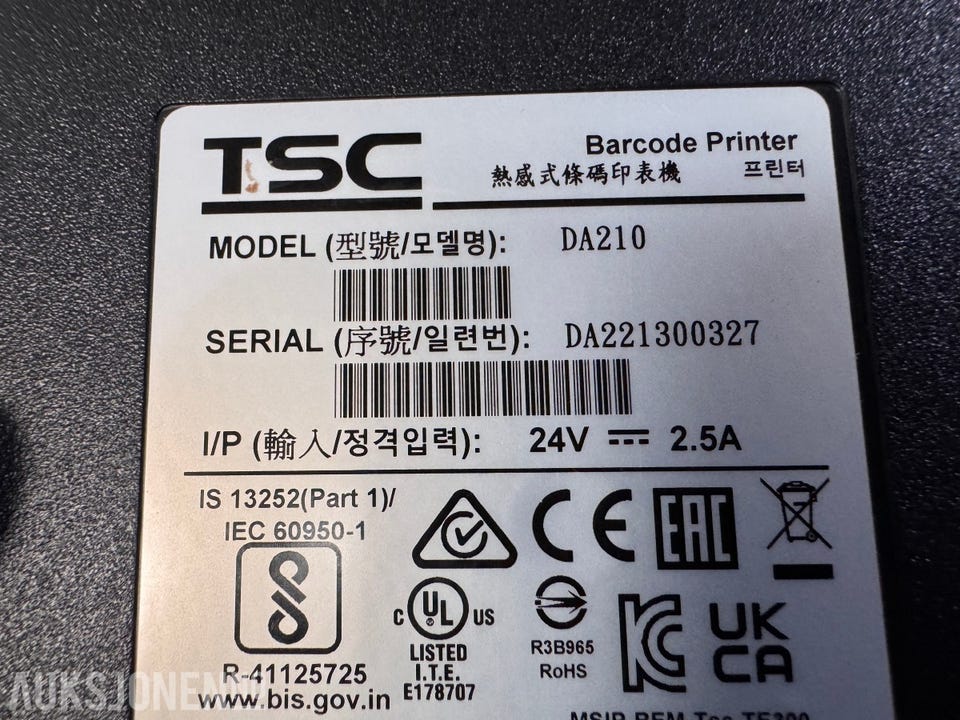 TSC
Barcode Printer
熱感式條碼印表機 프린터
MODEL (型號/모델명): DA210
SERIAL (序號/일련번): DA221300327
I/P (輸入/정격입력): 24V 2.5A
IS 13252(Part 1)/
IEC 60950-1
CE EAC
C UL US
LISTED
I.T.E.
E178707
R3B965
RoHS
UK
CA
R-41125725
www.bis.gov.in